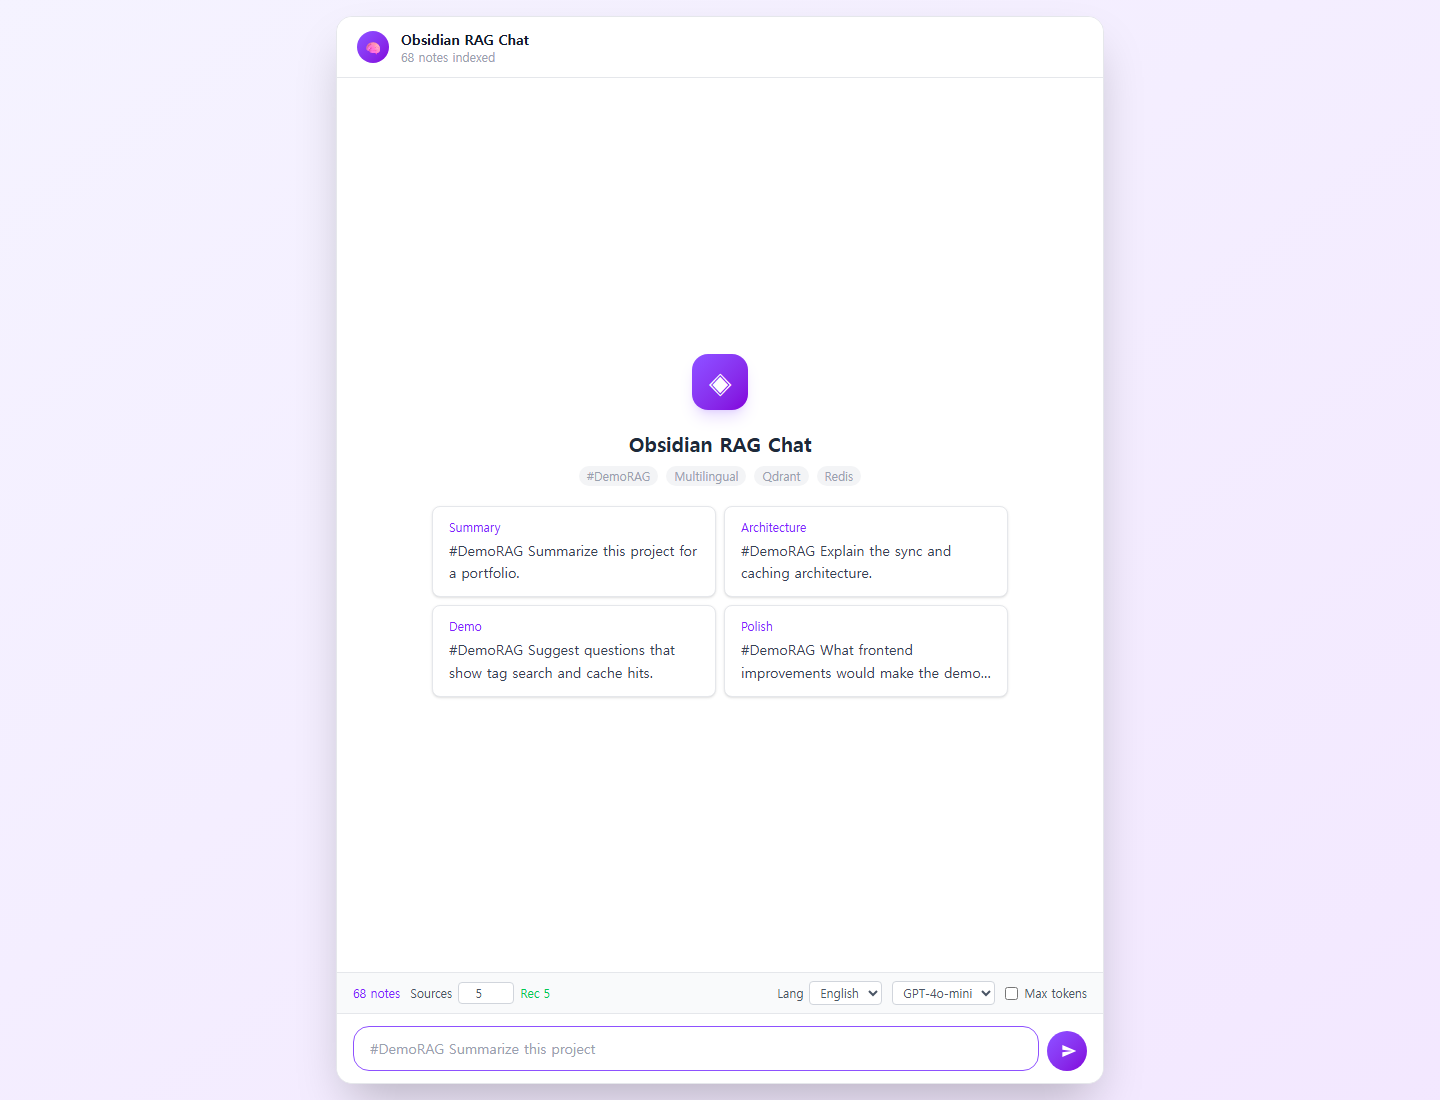 Obsidian RAG Chat
68 notes indexed
Obsidian RAG Chat
#DemoRAG Multilingual Qdrant Redis
Summary
#DemoRAG Summarize this project for
a portfolio.
Architecture
#DemoRAG Explain the sync and
caching architecture.
Demo
#DemoRAG Suggest questions that
show tag search and cache hits.
Polish
#DemoRAG What frontend
improvements would make the demo...
68 notes Sources 5 Rec 5 Lang English GPT-4o-mini Max tokens
#DemoRAG Summarize this project